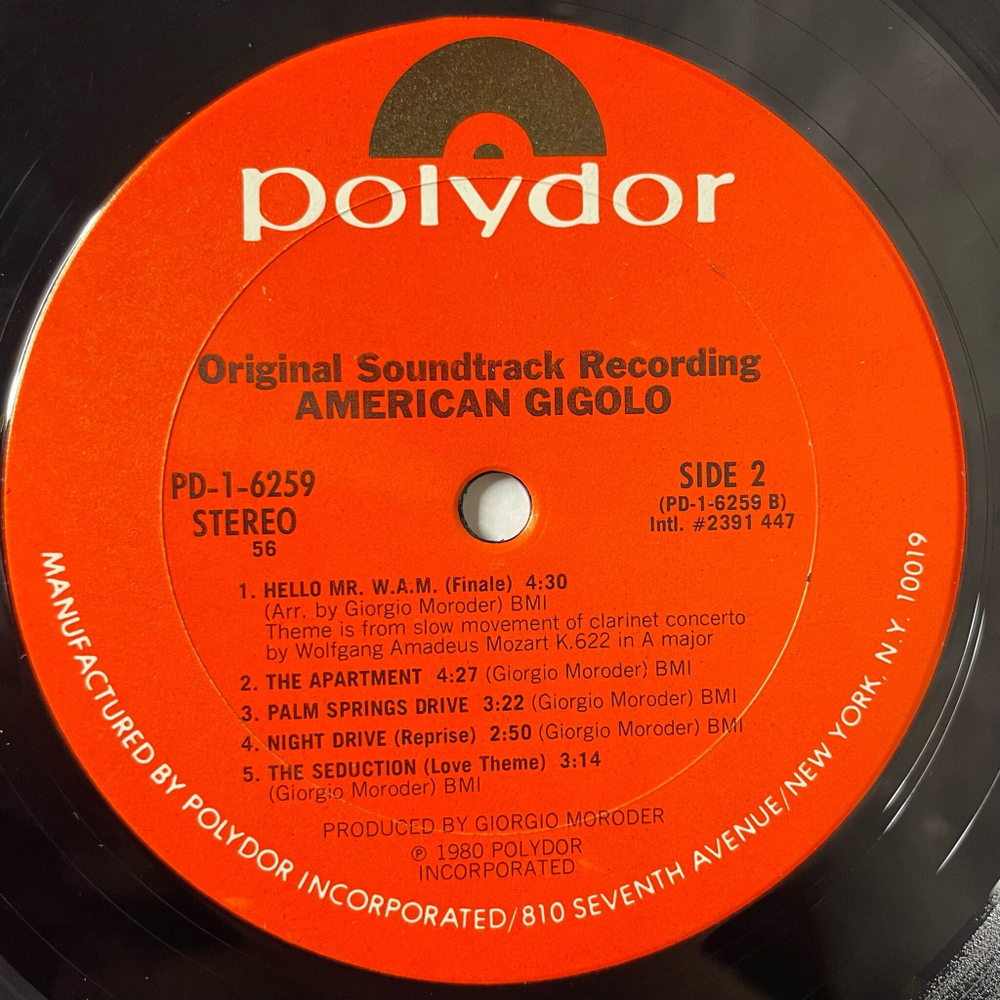 polydor
Original Soundtrack Recording
AMERICAN GIGOLO
PD-1-6259
STEREO
56
SIDE 2
(PD-1-6259 B)
Intl. #2391 447
1. HELLO MR. W.A.M. (Finale) 4:30
(Arr. by Giorgio Moroder) BMI
Theme is from slow movement of clarinet concerto
by Wolfgang Amadeus Mozart K.622 in A major
2. THE APARTMENT 4:27 (Giorgio Moroder) BMI
3. PALM SPRINGS DRIVE 3:22 (Giorgio Moroder) BMI
4. NIGHT DRIVE (Reprise) 2:50 (Giorgio Moroder) BMI
5. THE SEDUCTION (Love Theme) 3:14
(Giorgio Moroder) BMI
PRODUCED BY GIORGIO MORODER
℗ 1980 POLYDOR
INCORPORATED
MANUFACTURED BY POLYDOR INCORPORATED/810 SEVENTH AVENUE/NEW YORK, N.Y. 10019